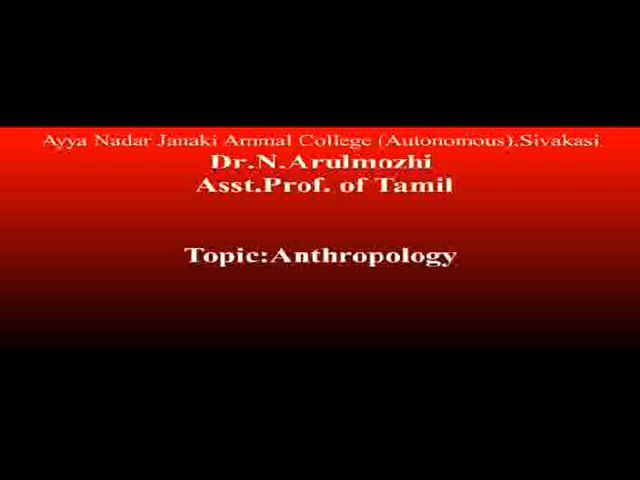 Ayya Nadar Janaki Ammal College (Autonomous).Sivakasi
Dr.N.Arulmozhi
Asst.Prof. of Tamil
Topic:Anthropology